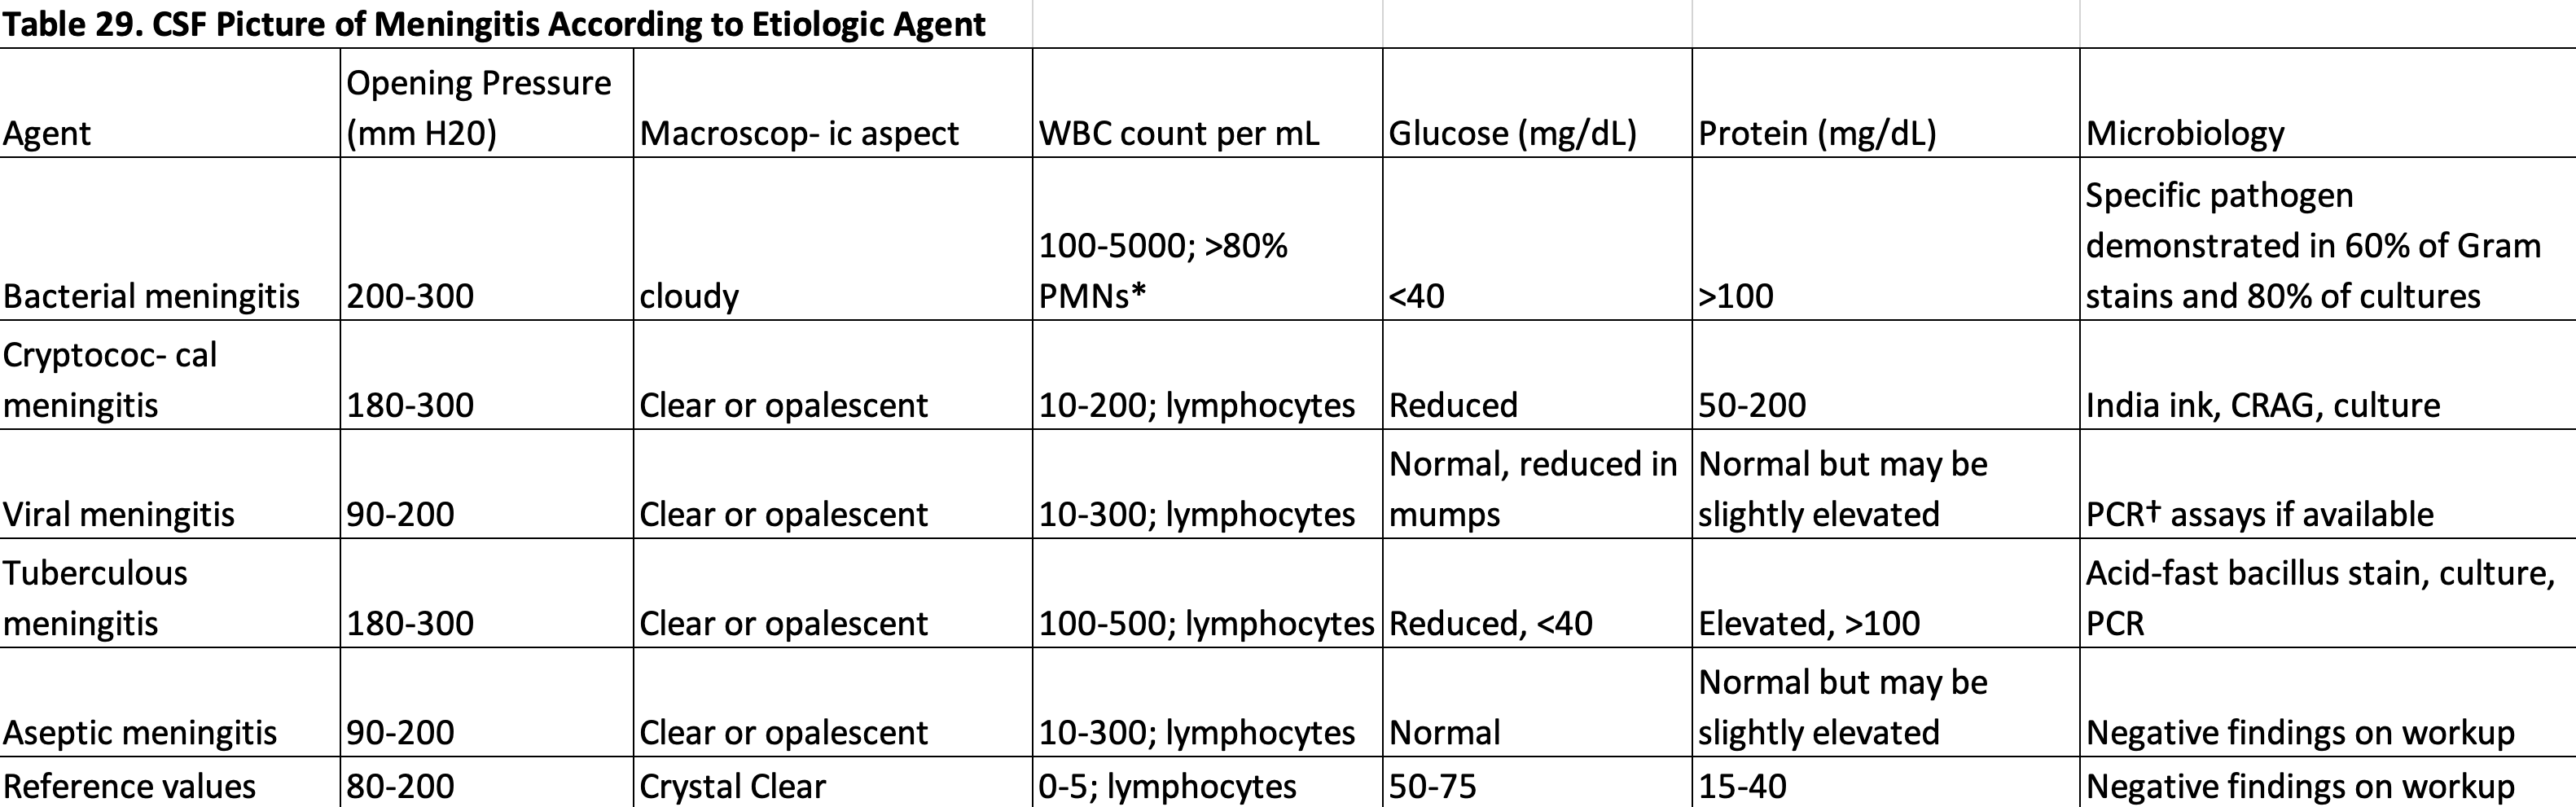 Table 29. CSF Picture of Meningitis According to Etiologic Agent
Agent
Opening Pressure
(mm H20)
Macroscop- ic aspect
WBC count per mL
Glucose (mg/dL)
Protein (mg/dL)
Microbiology
Bacterial meningitis
200-300
cloudy
100-5000; >80%
PMNs*
<40
>100
Specific pathogen
demonstrated in 60% of Gram
stains and 80% of cultures
Cryptococ- cal
meningitis
180-300
Clear or opalescent
10-200; lymphocytes
Reduced
50-200
India ink, CRAG, culture
Viral meningitis
90-200
Clear or opalescent
10-300; lymphocytes
Normal, reduced in
mumps
Normal but may be
slightly elevated
PCR† assays if available
Tuberculous
meningitis
180-300
Clear or opalescent
100-500; lymphocytes
Reduced, <40
Elevated, >100
Acid-fast bacillus stain, culture,
PCR
Aseptic meningitis
90-200
Clear or opalescent
10-300; lymphocytes
Normal
Normal but may be
slightly elevated
Negative findings on workup
Reference values
80-200
Crystal Clear
0-5; lymphocytes
50-75
15-40
Negative findings on workup